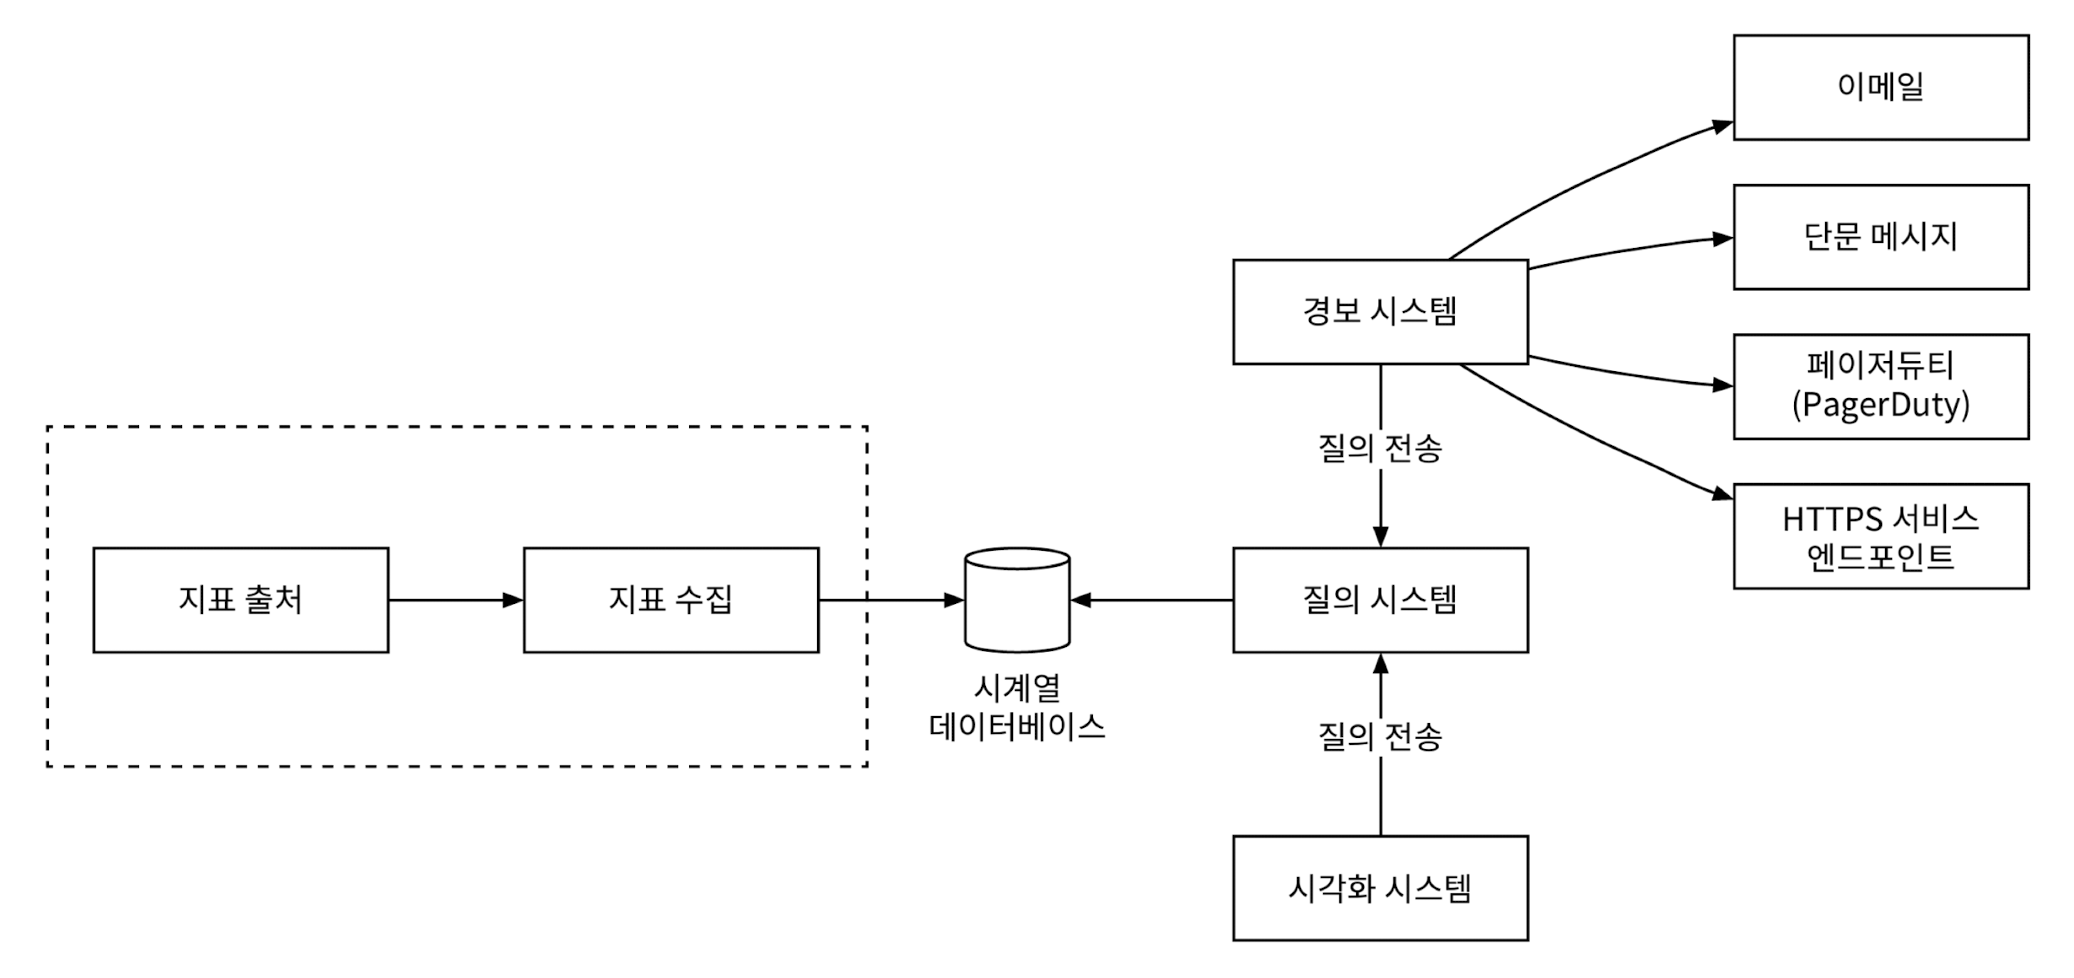 이메일
단문 메시지
경보 시스템
페이저듀티
(PagerDuty)
질의 전송
HTTPS 서비스
엔드포인트
지표 출처
지표 수집
질의 시스템
시계열
데이터베이스
질의 전송
시각화 시스템